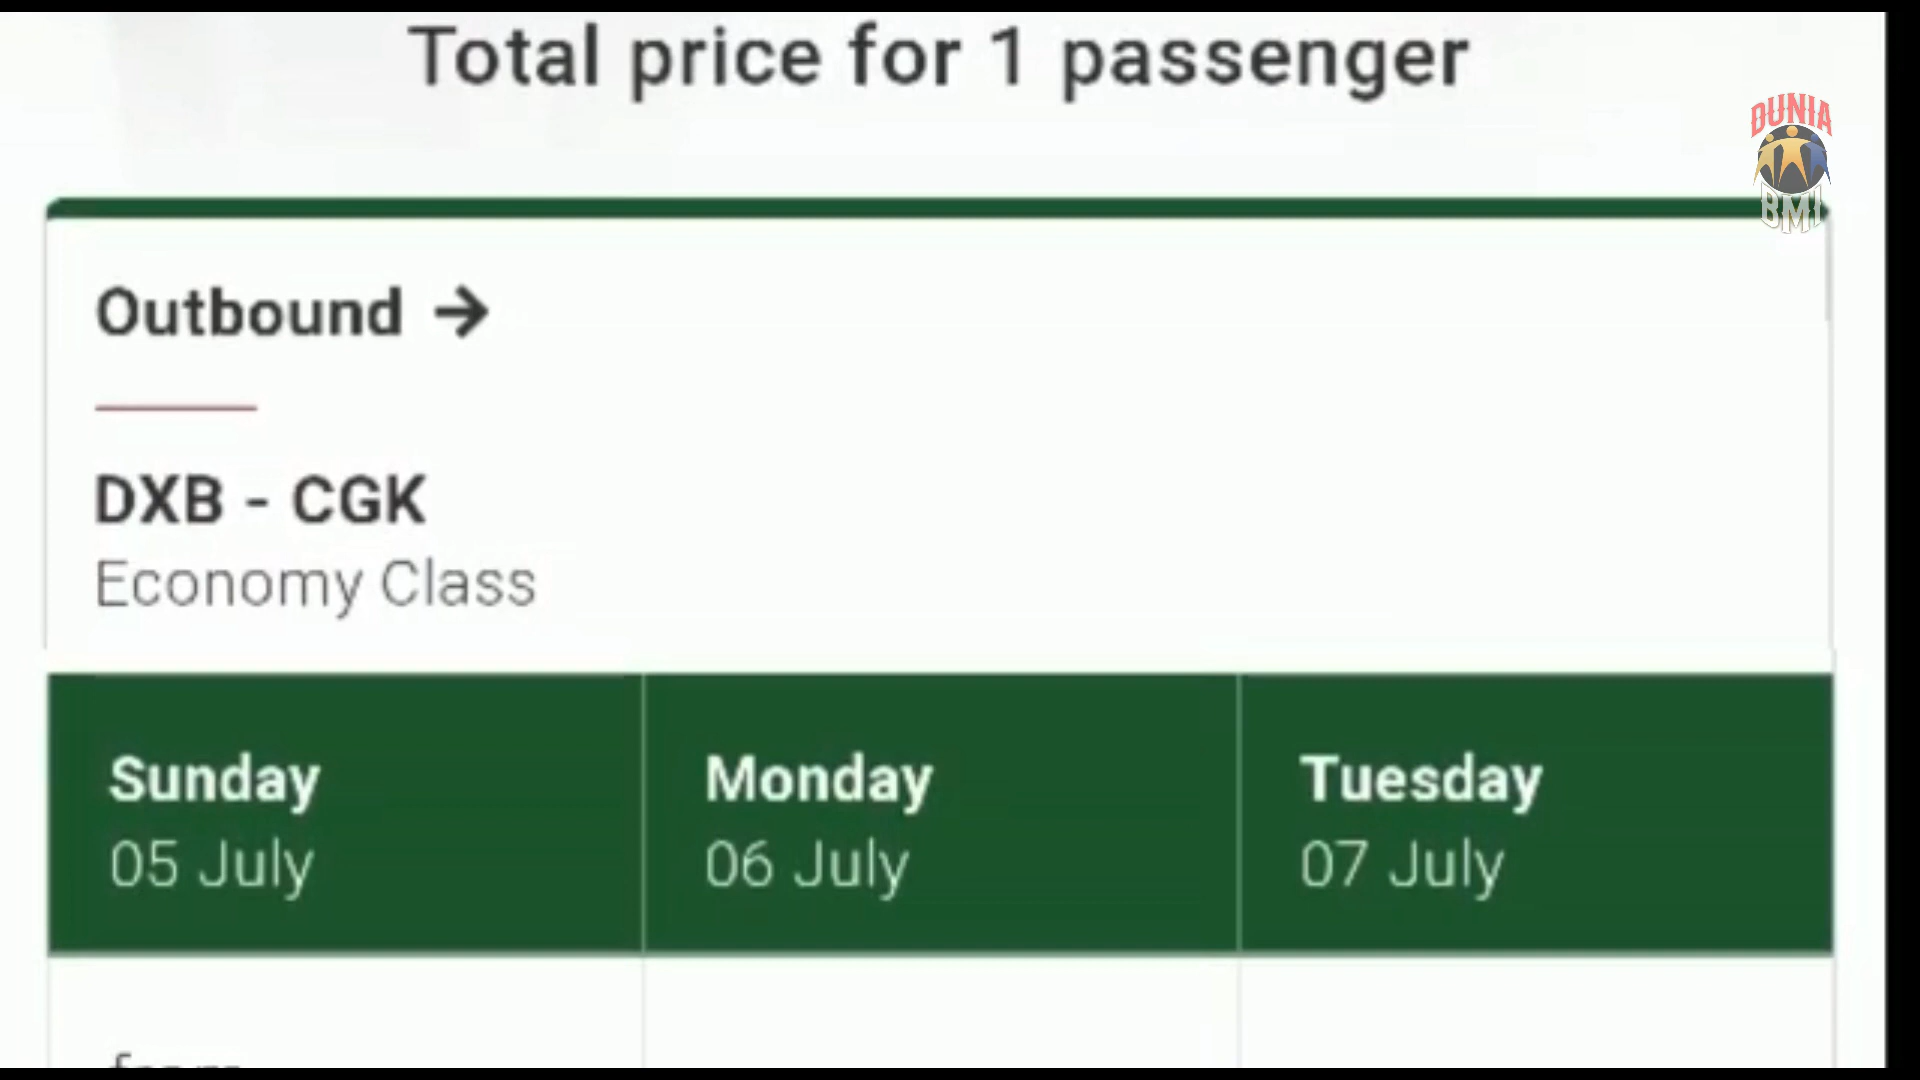 Total price for 1 passenger
DUNIA
BMI
Outbound →
DXB - CGK
Economy Class
Sunday
05 July
Monday
06 July
Tuesday
07 July